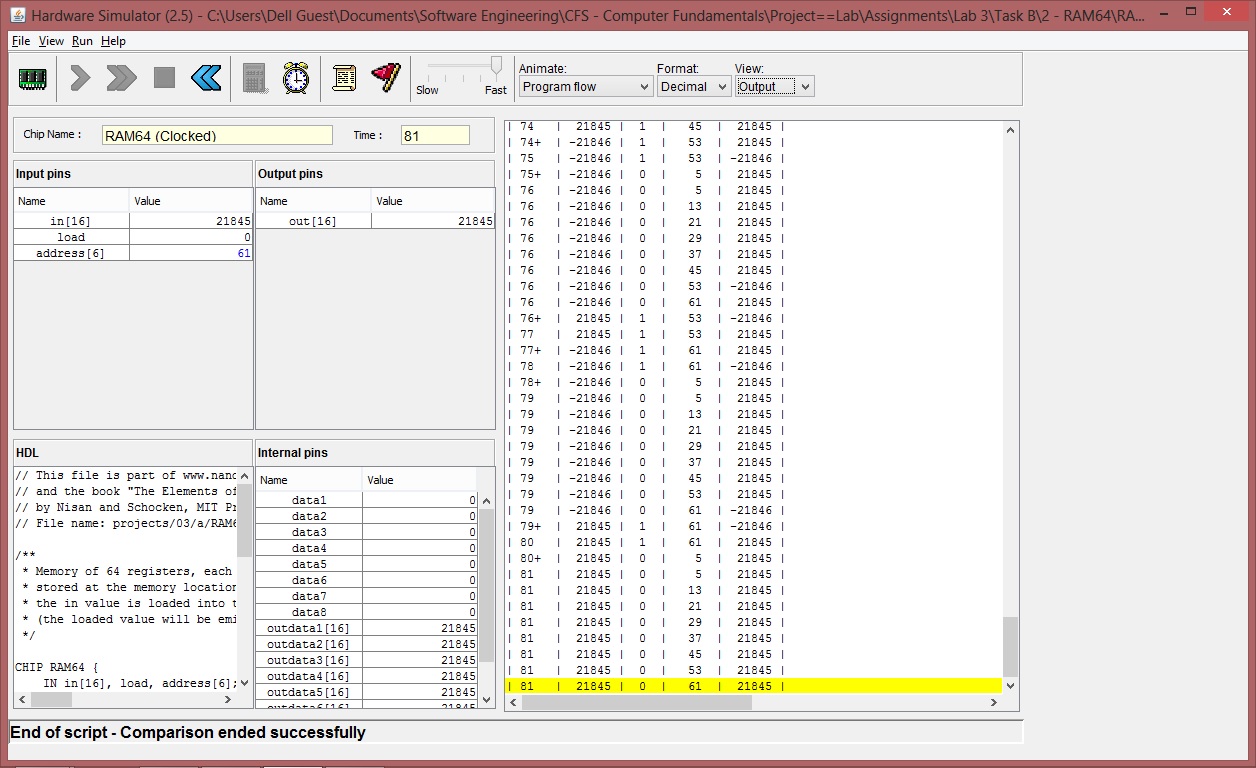 Hardware Simulator (2.5) - C:\Users\Dell Guest\Documents\Software Engineering\CFS - Computer Fundamentals\Project==Lab\Assignments\Lab 3\Task B\2 - RAM64\RA...
File View Run Help
Slow Fast
Animate: Format: View:
Program flow Decimal Output
Chip Name : RAM64 (Clocked) Time : 81
Input pins
Name Value
in[16] 21845
load 0
address[6] 61
Output pins
Name Value
out[16] 21845
HDL
// This file is part of www.nand
// and the book "The Elements of
// by Nisan and Schocken, MIT Pr
// File name: projects/03/a/RAM6
/**
* Memory of 64 registers, each
* stored at the memory location
* the in value is loaded into t
* (the loaded value will be emi
*/
CHIP RAM64 {
IN in[16], load, address[6];
Internal pins
Name Value
data1 0
data2 0
data3 0
data4 0
data5 0
data6 0
data7 0
data8 0
outdata1[16] 21845
outdata2[16] 21845
outdata3[16] 21845
outdata4[16] 21845
outdata5[16] 21845
outdata6[16] 21845
| 74 | 21845 | 1 | 45 | 21845 |
| 74+ | -21846 | 1 | 53 | 21845 |
| 75 | -21846 | 1 | 53 | -21846 |
| 75+ | -21846 | 0 | 5 | 21845 |
| 76 | -21846 | 0 | 5 | 21845 |
| 76 | -21846 | 0 | 13 | 21845 |
| 76 | -21846 | 0 | 21 | 21845 |
| 76 | -21846 | 0 | 29 | 21845 |
| 76 | -21846 | 0 | 37 | 21845 |
| 76 | -21846 | 0 | 45 | 21845 |
| 76 | -21846 | 0 | 53 | -21846 |
| 76 | -21846 | 0 | 61 | 21845 |
| 76+ | 21845 | 1 | 53 | -21846 |
| 77 | 21845 | 1 | 53 | 21845 |
| 77+ | -21846 | 1 | 61 | 21845 |
| 78 | -21846 | 1 | 61 | -21846 |
| 78+ | -21846 | 0 | 5 | 21845 |
| 79 | -21846 | 0 | 5 | 21845 |
| 79 | -21846 | 0 | 13 | 21845 |
| 79 | -21846 | 0 | 21 | 21845 |
| 79 | -21846 | 0 | 29 | 21845 |
| 79 | -21846 | 0 | 37 | 21845 |
| 79 | -21846 | 0 | 45 | 21845 |
| 79 | -21846 | 0 | 53 | 21845 |
| 79 | -21846 | 0 | 61 | -21846 |
| 79+ | 21845 | 1 | 61 | -21846 |
| 80 | 21845 | 1 | 61 | 21845 |
| 80+ | 21845 | 0 | 5 | 21845 |
| 81 | 21845 | 0 | 5 | 21845 |
| 81 | 21845 | 0 | 13 | 21845 |
| 81 | 21845 | 0 | 21 | 21845 |
| 81 | 21845 | 0 | 29 | 21845 |
| 81 | 21845 | 0 | 37 | 21845 |
| 81 | 21845 | 0 | 45 | 21845 |
| 81 | 21845 | 0 | 53 | 21845 |
| 81 | 21845 | 0 | 61 | 21845 |
End of script - Comparison ended successfully